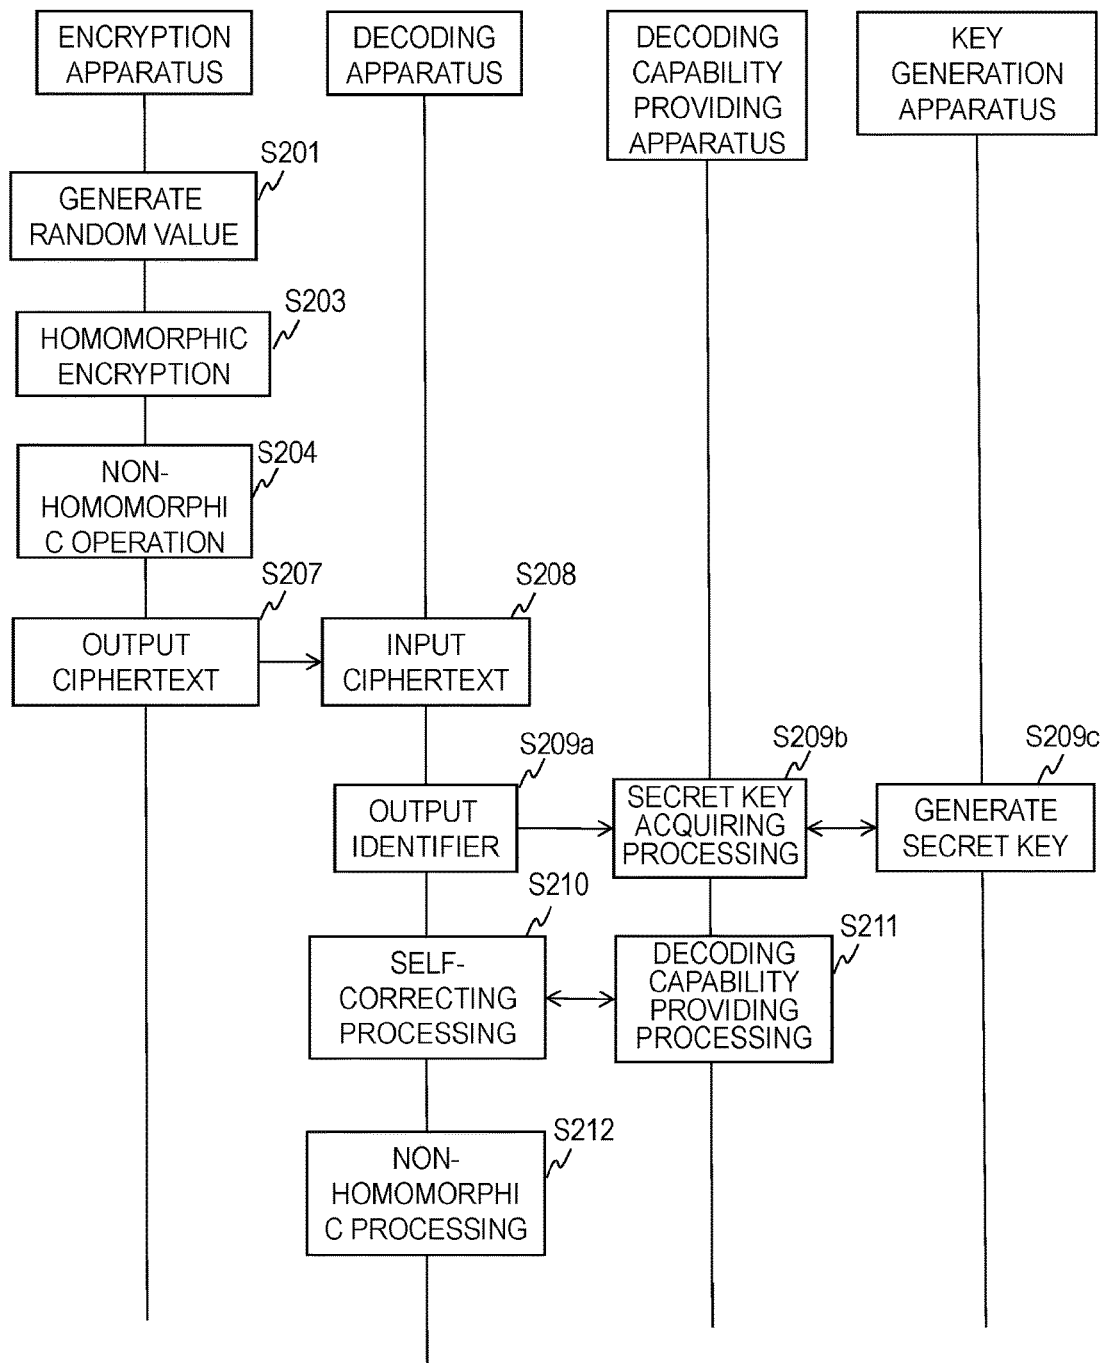 ENCRYPTION
APPARATUS
DECODING
APPARATUS
DECODING
CAPABILITY
PROVIDING
APPARATUS
KEY
GENERATION
APPARATUS
S201
GENERATE
RANDOM VALUE
S203
HOMOMORPHIC
ENCRYPTION
S204
NON-
HOMOMORPHI
C OPERATION
S207
OUTPUT
CIPHERTEXT
S208
INPUT
CIPHERTEXT
S209a
OUTPUT
IDENTIFIER
S209b
SECRET KEY
ACQUIRING
PROCESSING
S209c
GENERATE
SECRET KEY
S210
SELF-
CORRECTING
PROCESSING
S211
DECODING
CAPABILITY
PROVIDING
PROCESSING
S212
NON-
HOMOMORPHI
C PROCESSING